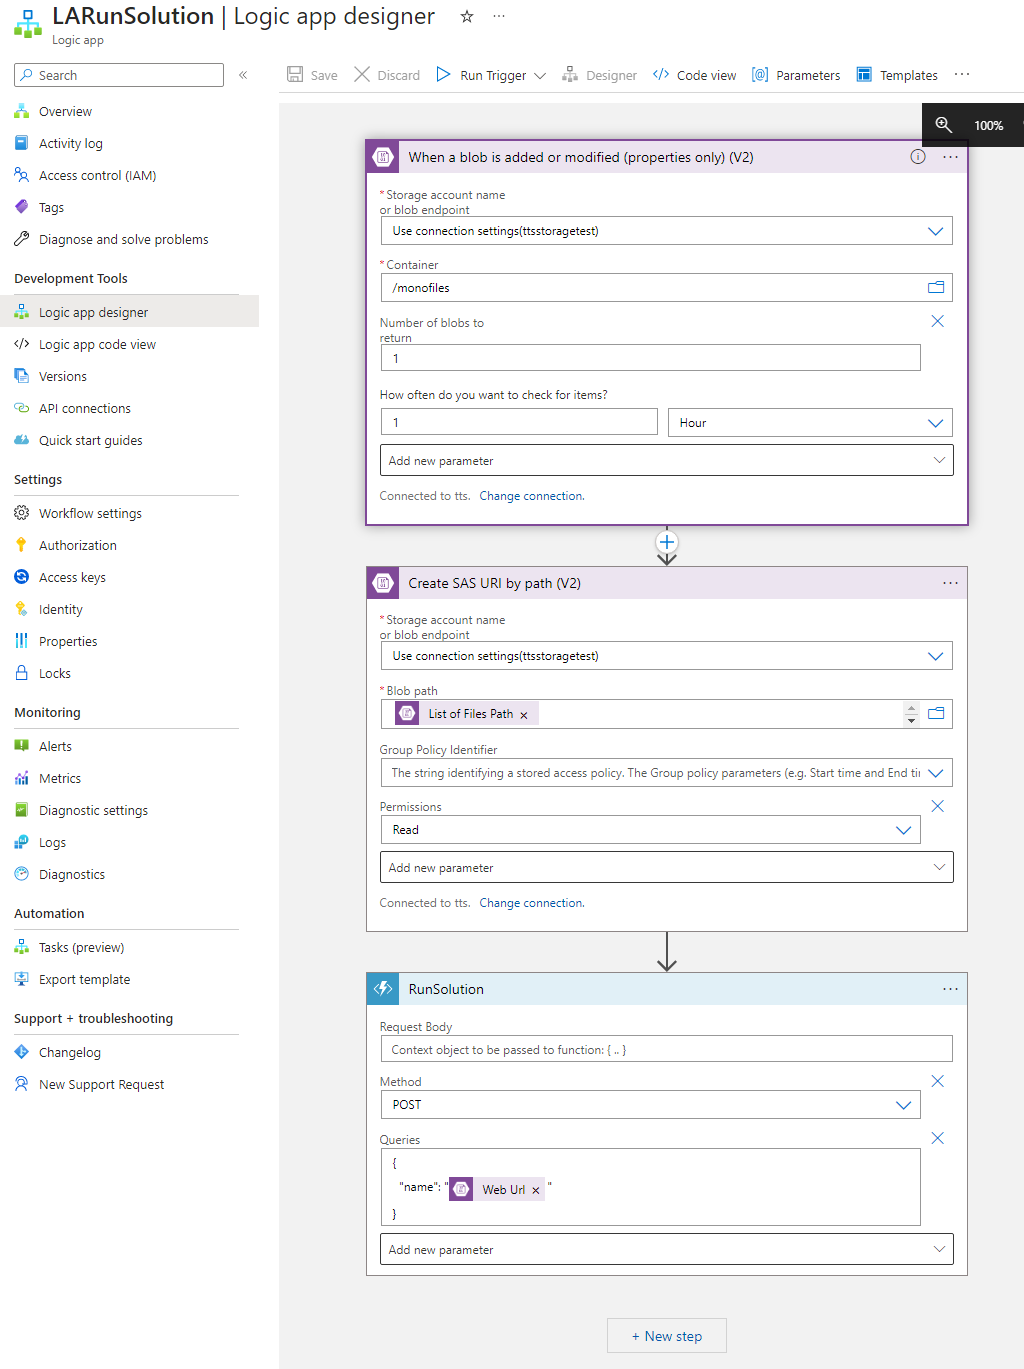 LARunSolution | Logic app designer
Logic app
Search
Overview
Activity log
Access control (IAM)
Tags
Diagnose and solve problems
Development Tools
Logic app designer
Logic app code view
Versions
API connections
Quick start guides
Settings
Workflow settings
Authorization
Access keys
Identity
Properties
Locks
Monitoring
Alerts
Metrics
Diagnostic settings
Logs
Diagnostics
Automation
Tasks (preview)
Export template
Support + troubleshooting
Changelog
New Support Request
Save Discard Run Trigger Designer Code view Parameters Templates
100%
When a blob is added or modified (properties only) (V2)
* Storage account name
or blob endpoint
Use connection settings(ttsstoragetest)
* Container
/monofiles
Number of blobs to
return
1
How often do you want to check for items?
1 Hour
Add new parameter
Connected to tts. Change connection.
Create SAS URI by path (V2)
* Storage account name
or blob endpoint
Use connection settings(ttsstoragetest)
* Blob path
List of Files Path
Group Policy Identifier
The string identifying a stored access policy. The Group policy parameters (e.g. Start time and End ti
Permissions
Read
Add new parameter
Connected to tts. Change connection.
RunSolution
Request Body
Context object to be passed to function: { .. }
Method
POST
Queries
{
"name": " Web Url "
}
Add new parameter
+ New step